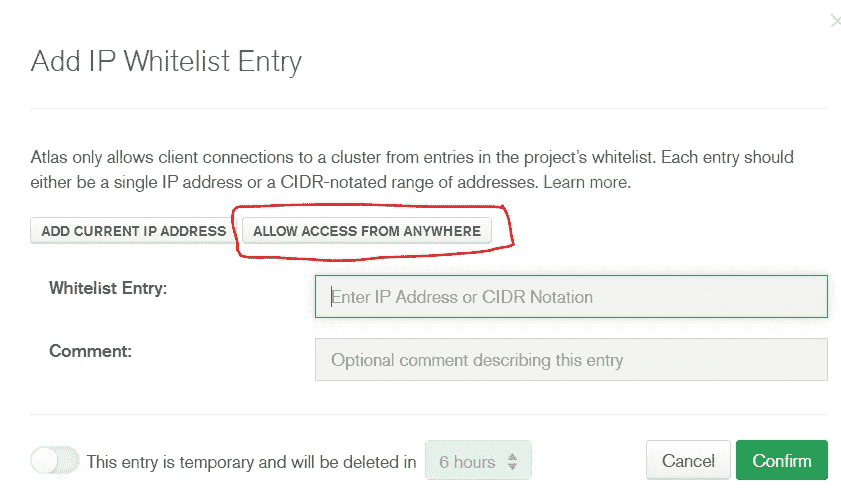 Add IP Whitelist Entry
Atlas only allows client connections to a cluster from entries in the project's whitelist. Each entry should
either be a single IP address or a CIDR-notated range of addresses. Learn more.
ADD CURRENT IP ADDRESS ALLOW ACCESS FROM ANYWHERE
Whitelist Entry: Enter IP Address or CIDR Notation
Comment: Optional comment describing this entry
This entry is temporary and will be deleted in 6 hours Cancel Confirm